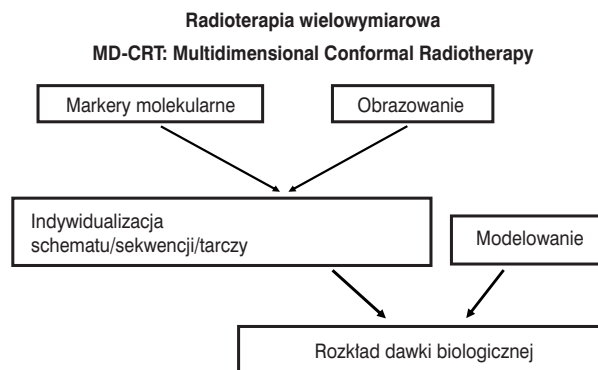 Radioterapia wielowymiarowa
MD-CRT: Multidimensional Conformal Radiotherapy
Markery molekularne
Obrazowanie
Indywidualizacja
schematu/sekwencji/tarczy
Modelowanie
Rozkład dawki biologicznej